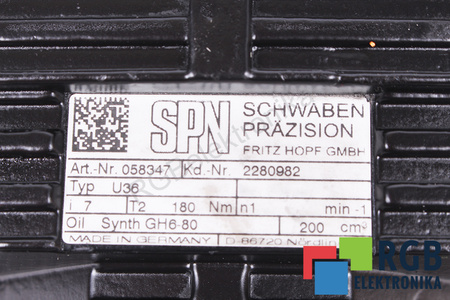 SPN
SCHWABEN
PRÄZISION
FRITZ HOPF GMBH
Art.-Nr. 058347 Kd.-Nr. 2280982
Typ U36
i 7 T2 180 Nm n1 min -1
Oil Synth GH6-80 200 cm³
MADE IN GERMANY D-86720 Nördlin
RGB
ELEKTRONIKA